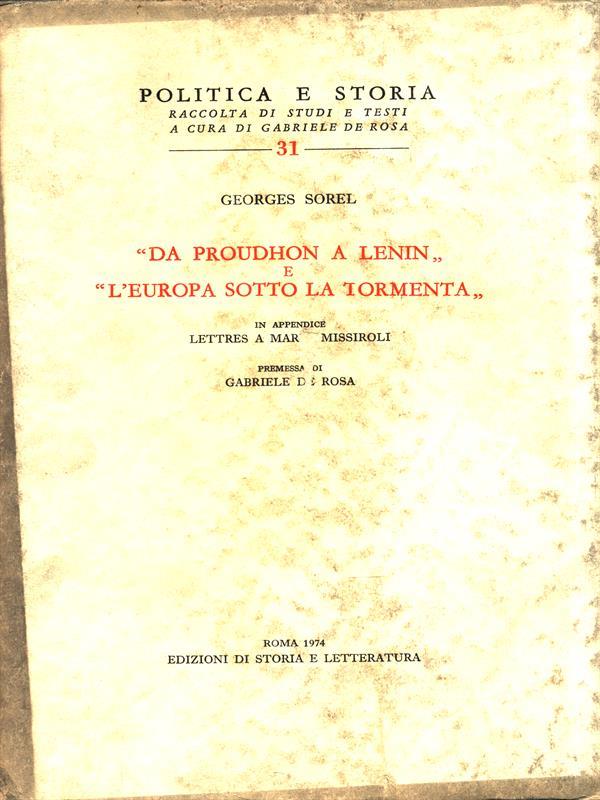 POLITICA E STORIA
RACCOLTA DI STUDI E TESTI
A CURA DI GABRIELE DE ROSA
31
GEORGES SOREL
“DA PROUDHON A LENIN„
E
“L'EUROPA SOTTO LA TORMENTA„
IN APPENDICE
LETTRES A MAR MISSIROLI
PREMESSA DI
GABRIELE DE ROSA
ROMA 1974
EDIZIONI DI STORIA E LETTERATURA